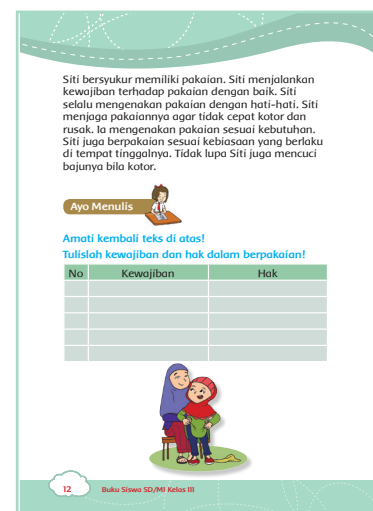 Siti bersyukur memiliki pakaian. Siti menjalankan
kewajiban terhadap pakaian dengan baik. Siti
selalu mengenakan pakaian dengan hati-hati. Siti
menjaga pakaiannya agar tidak cepat kotor dan
rusak. Ia mengenakan pakaian sesuai kebutuhan.
Siti juga berpakaian sesuai kebiasaan yang berlaku
di tempat tinggalnya. Tidak lupa Siti juga mencuci
bajunya bila kotor.
Ayo Menulis
Amati kembali teks di atas!
Tulislah kewajiban dan hak dalam berpakaian!
No Kewajiban Hak
12 Buku Siswa SD/MI Kelas III